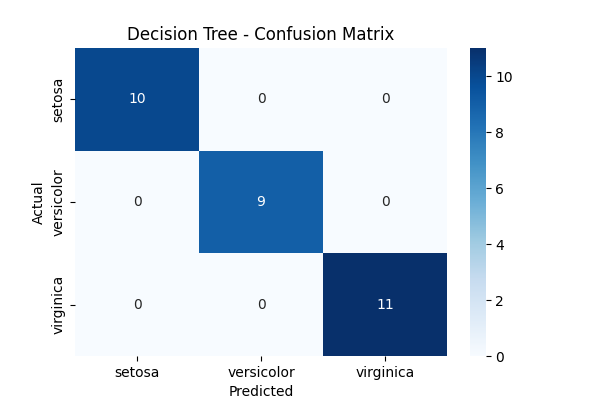 Decision Tree - Confusion Matrix
setosa
10
0
0
10
versicolor
0
9
0
8
6
4
virginica
0
0
11
2
0
Actual
setosa
versicolor
virginica
Predicted